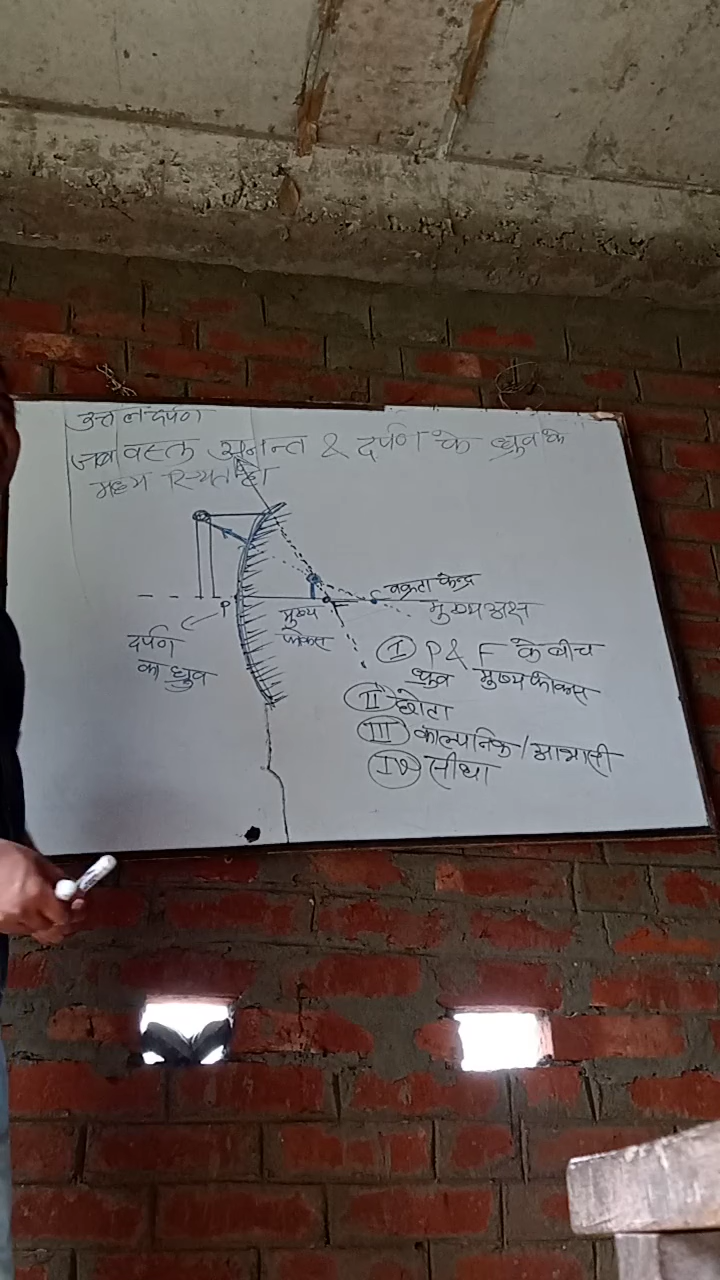 उत्तल दर्पण
जब वस्तु अनन्त & दर्पण के ध्रुव के
मध्य स्थित हो
वक्रता केन्द्र
C
F
P
मुख्य अक्ष
मुख्य
फोकस
दर्पण
का ध्रुव
I P & F के बीच
ध्रुव मुख्य फोकस
II छोटा
III काल्पनिक/आभासी
IV सीधा